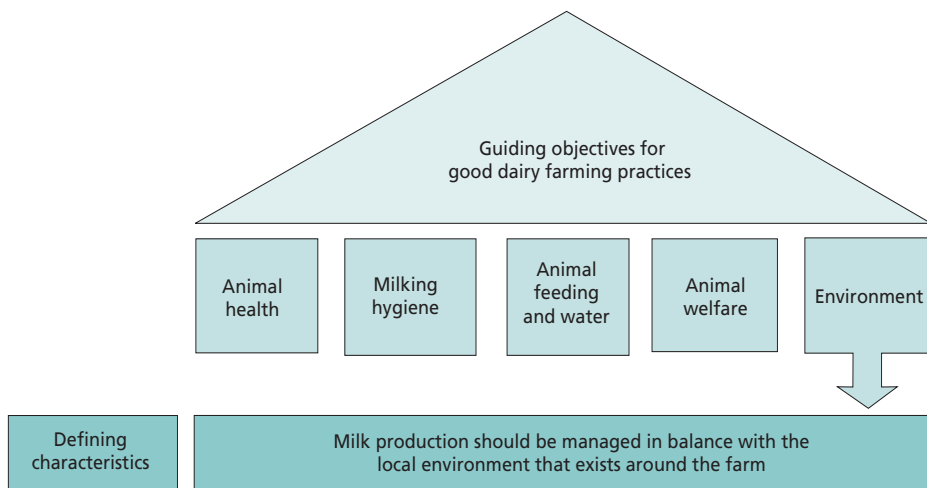 Guiding objectives for
good dairy farming practices
Animal
health
Milking
hygiene
Animal
feeding
and water
Animal
welfare
Environment
Defining
characteristics
Milk production should be managed in balance with the
local environment that exists around the farm